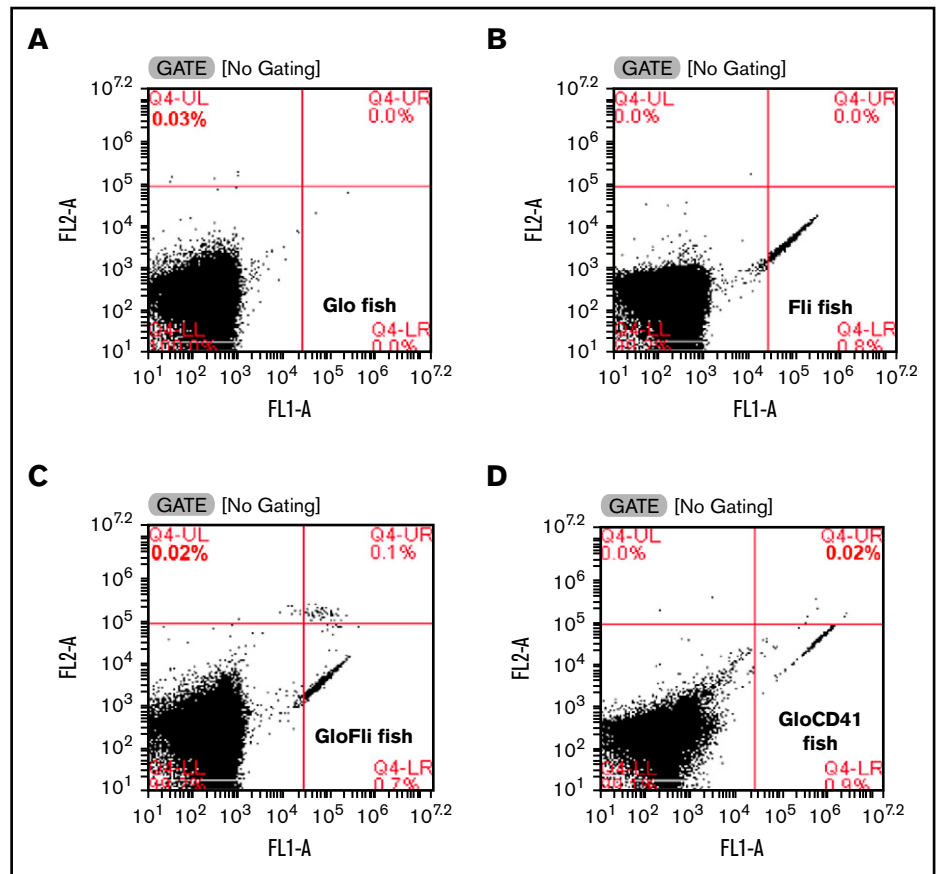 A
GATE [No Gating]
Q4-UL
0.03%
Q4-UR
0.0%
10^7.2
10^6
10^5
10^4
10^3
10^2
10^1
FL2-A
Glo fish
Q4-LL
Q4-LR
0.0%
10^1 10^2 10^3 10^4 10^5 10^6 10^7.2
FL1-A
B
GATE [No Gating]
Q4-UL
0.0%
Q4-UR
0.0%
10^7.2
10^6
10^5
10^4
10^3
10^2
10^1
FL2-A
Fli fish
Q4-LL
Q4-LR
0.8%
10^1 10^2 10^3 10^4 10^5 10^6 10^7.2
FL1-A
C
GATE [No Gating]
Q4-UL
0.02%
Q4-UR
0.1%
10^7.2
10^6
10^5
10^4
10^3
10^2
10^1
FL2-A
GloFli fish
Q4-LL
Q4-LR
0.7%
10^1 10^2 10^3 10^4 10^5 10^6 10^7.2
FL1-A
D
GATE [No Gating]
Q4-UL
0.0%
Q4-UR
0.02%
10^7.2
10^6
10^5
10^4
10^3
10^2
10^1
FL2-A
GloCD41
fish
Q4-LL
Q4-LR
0.9%
10^1 10^2 10^3 10^4 10^5 10^6 10^7.2
FL1-A